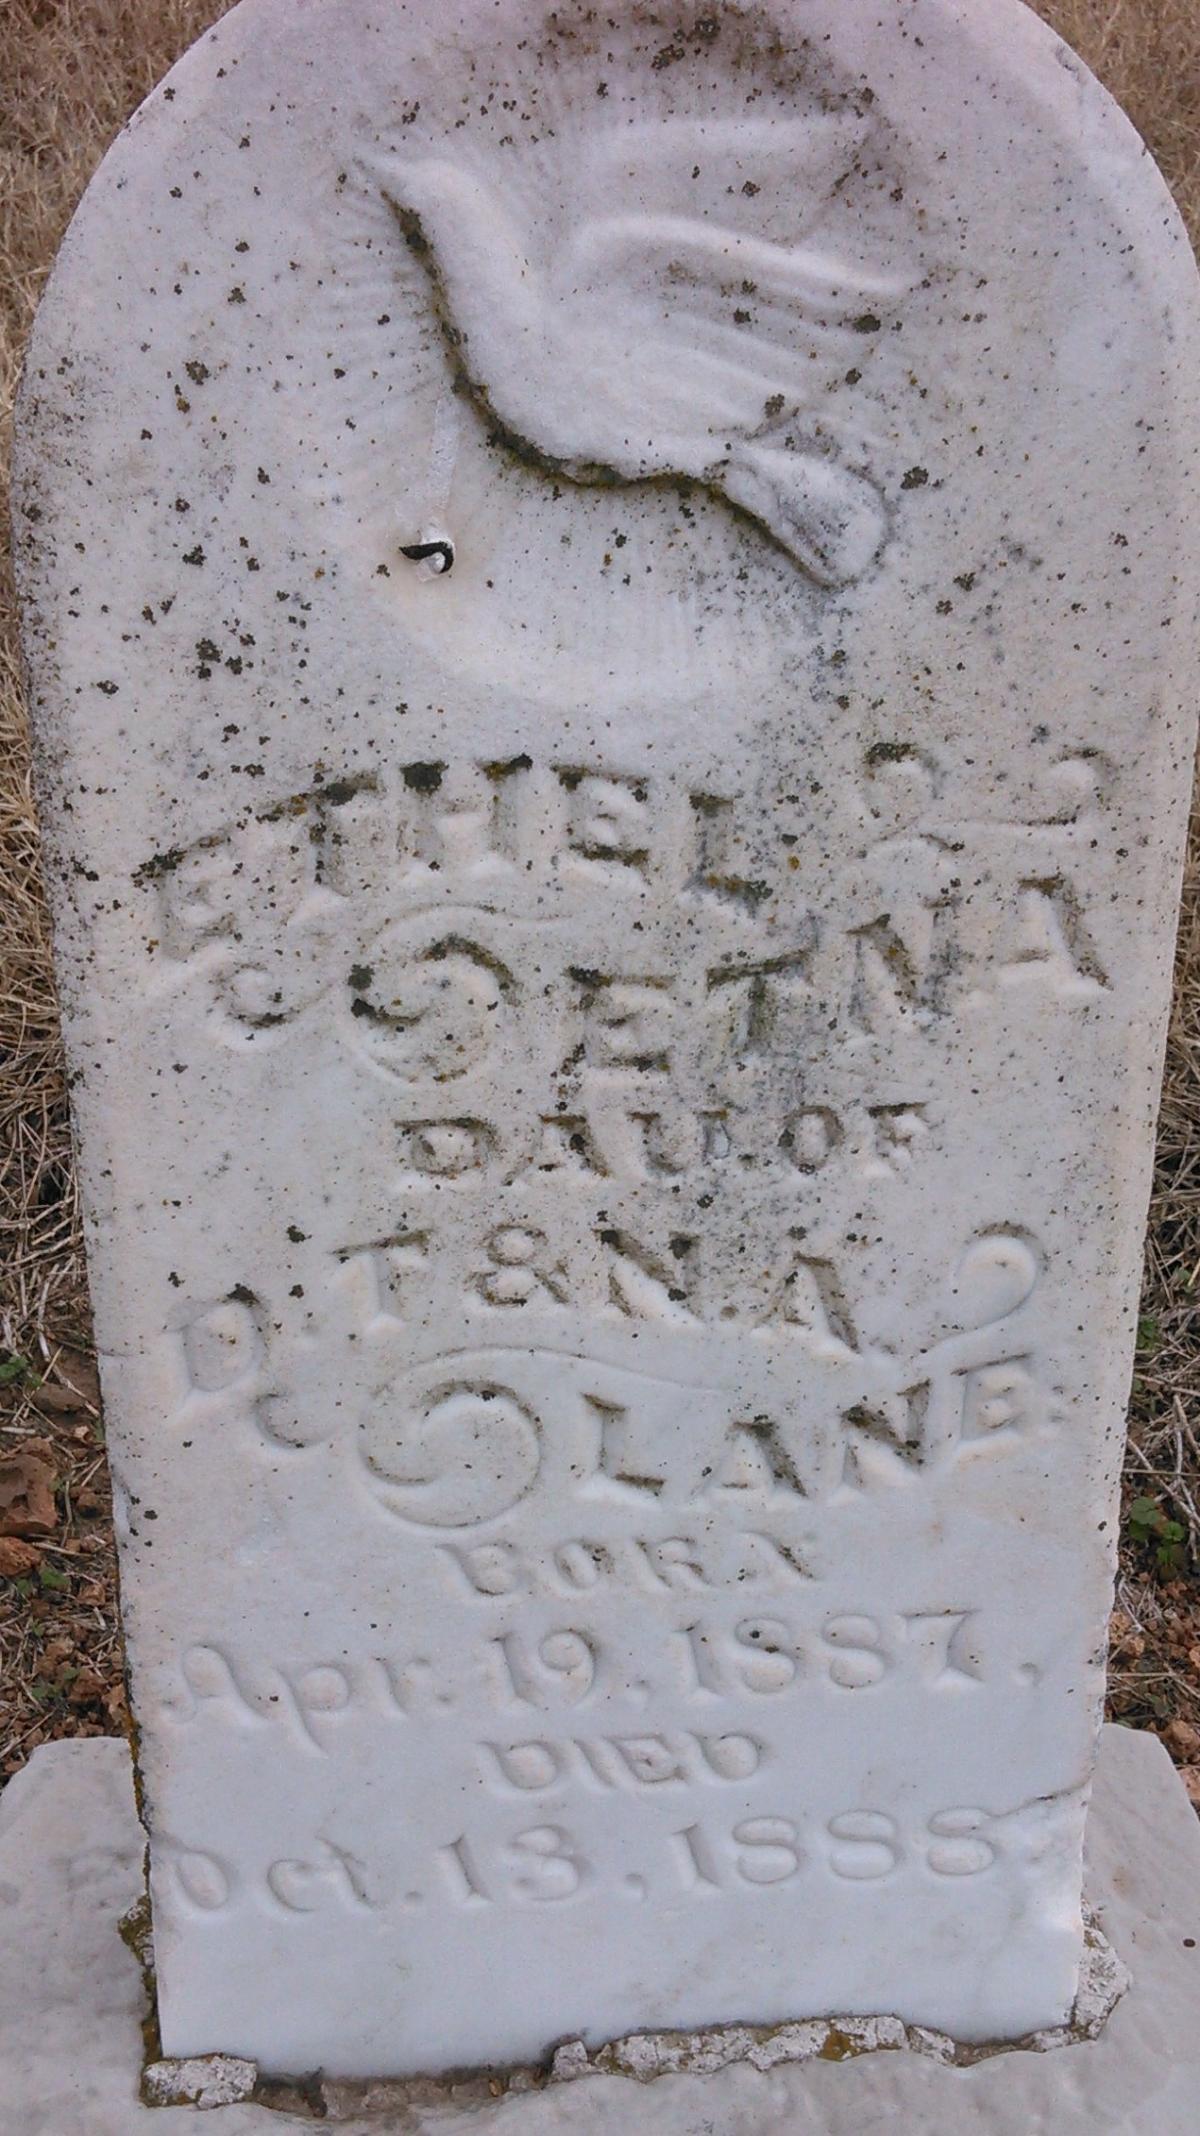 ETHEL
ETNA
DAU. OF
D. T & N. A.
LANE.
BORN
Apr. 19, 1887,
DIED
Oct. 13, 1888.